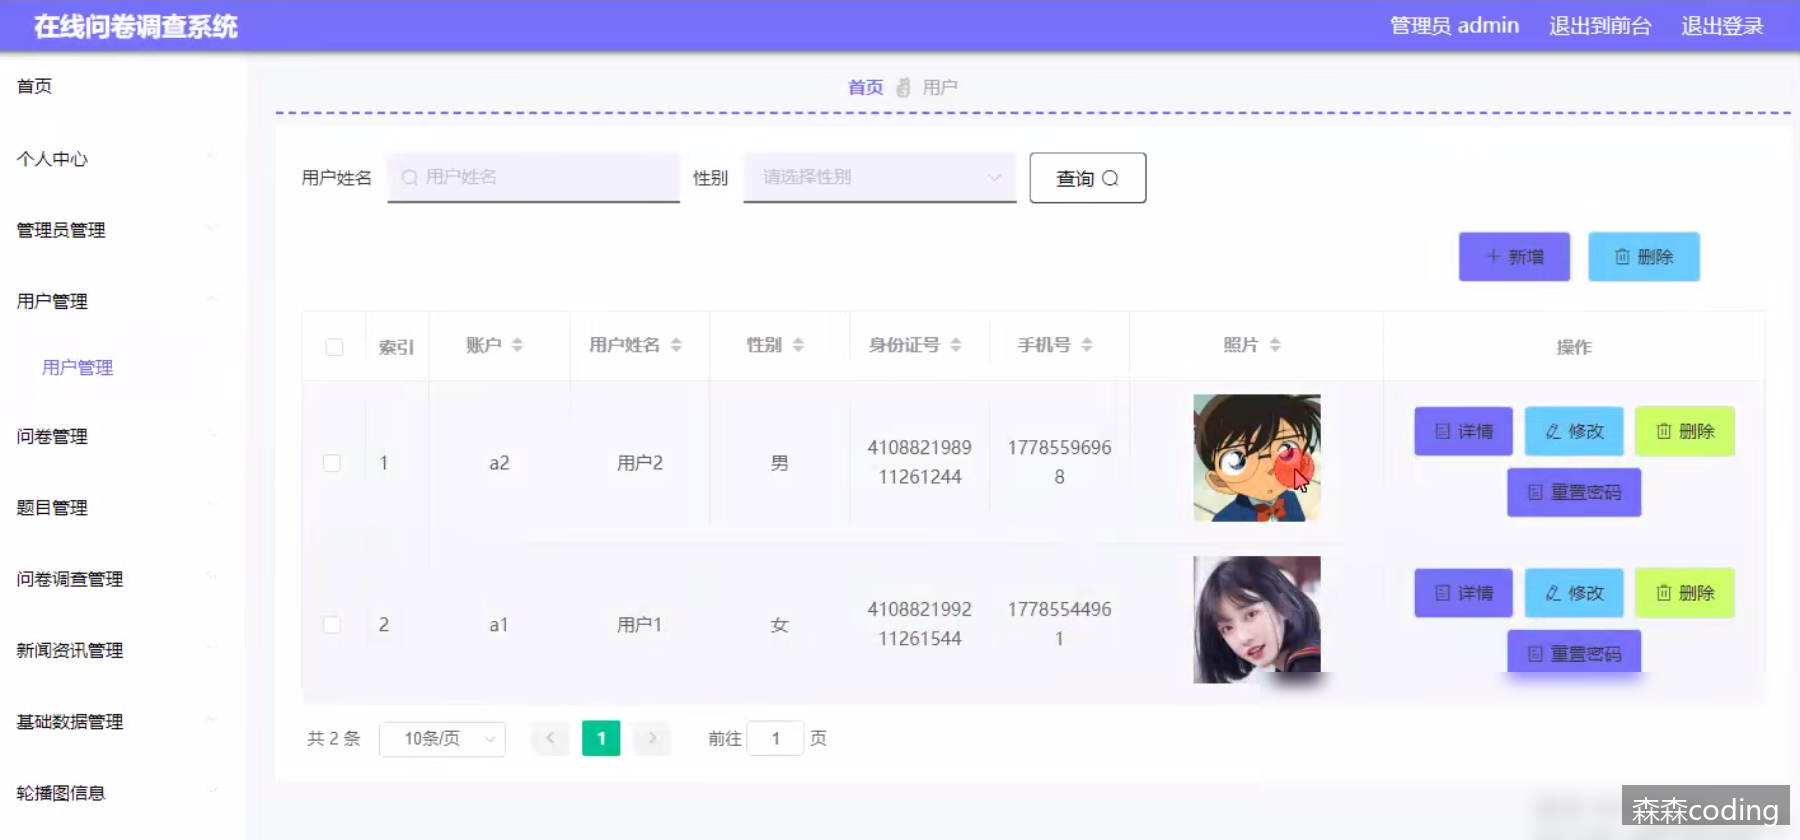 在线问卷调查系统
管理员 admin 退出到前台 退出登录
首页
个人中心
管理员管理
用户管理
用户管理
问卷管理
题目管理
问卷调查管理
新闻资讯管理
基础数据管理
轮播图信息
首页 用户
用户姓名 用户姓名 性别 请选择性别 查询
新增 删除
索引 账户 用户姓名 性别 身份证号 手机号 照片 操作
1 a2 用户2 男
4108821989
11261244
1778559696
8
详情 修改 删除
重置密码
2 a1 用户1 女
4108821992
11261544
1778554496
1
详情 修改 删除
重置密码
共 2 条 10条/页 1 前往 1 页
森森coding